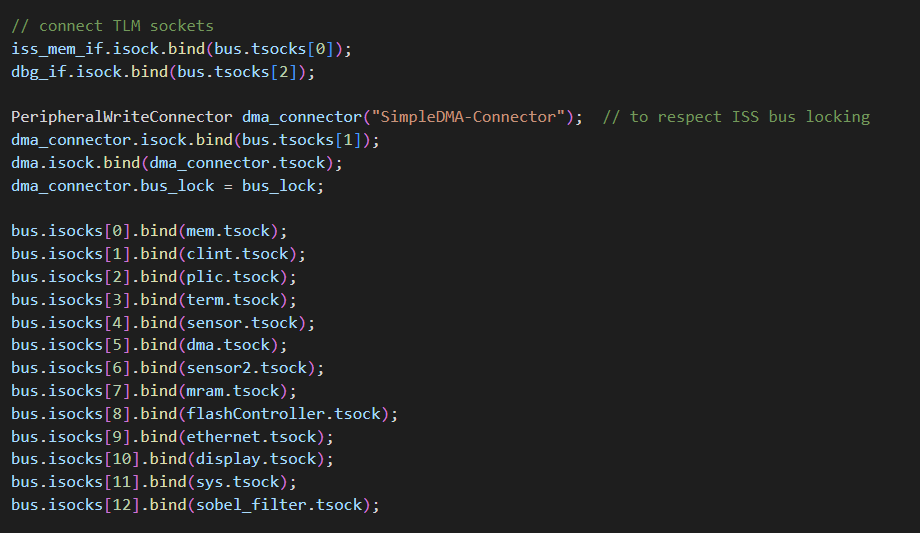 // connect TLM sockets
iss_mem_if.isock.bind(bus.tsocks[0]);
dbg_if.isock.bind(bus.tsocks[2]);
PeripheralWriteConnector dma_connector("SimpleDMA-Connector");  // to respect ISS bus locking
dma_connector.isock.bind(bus.tsocks[1]);
dma.isock.bind(dma_connector.tsock);
dma_connector.bus_lock = bus_lock;
bus.isocks[0].bind(mem.tsock);
bus.isocks[1].bind(clint.tsock);
bus.isocks[2].bind(plic.tsock);
bus.isocks[3].bind(term.tsock);
bus.isocks[4].bind(sensor.tsock);
bus.isocks[5].bind(dma.tsock);
bus.isocks[6].bind(sensor2.tsock);
bus.isocks[7].bind(mram.tsock);
bus.isocks[8].bind(flashController.tsock);
bus.isocks[9].bind(ethernet.tsock);
bus.isocks[10].bind(display.tsock);
bus.isocks[11].bind(sys.tsock);
bus.isocks[12].bind(sobel_filter.tsock);